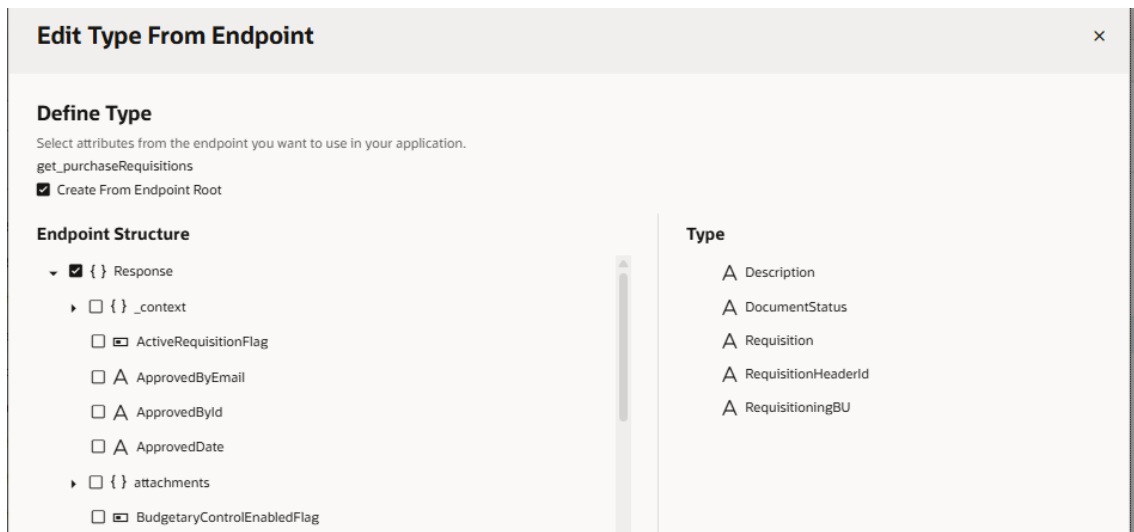 Edit Type From Endpoint
Define Type
Select attributes from the endpoint you want to use in your application.
get_purchaseRequisitions
Create From Endpoint Root
Endpoint Structure
{ } Response
{ } _context
ActiveRequisitionFlag
A ApprovedByEmail
A ApprovedById
A ApprovedDate
{ } attachments
BudgetaryControlEnabledFlag
Type
A Description
A DocumentStatus
A Requisition
A RequisitionHeaderId
A RequisitioningBU